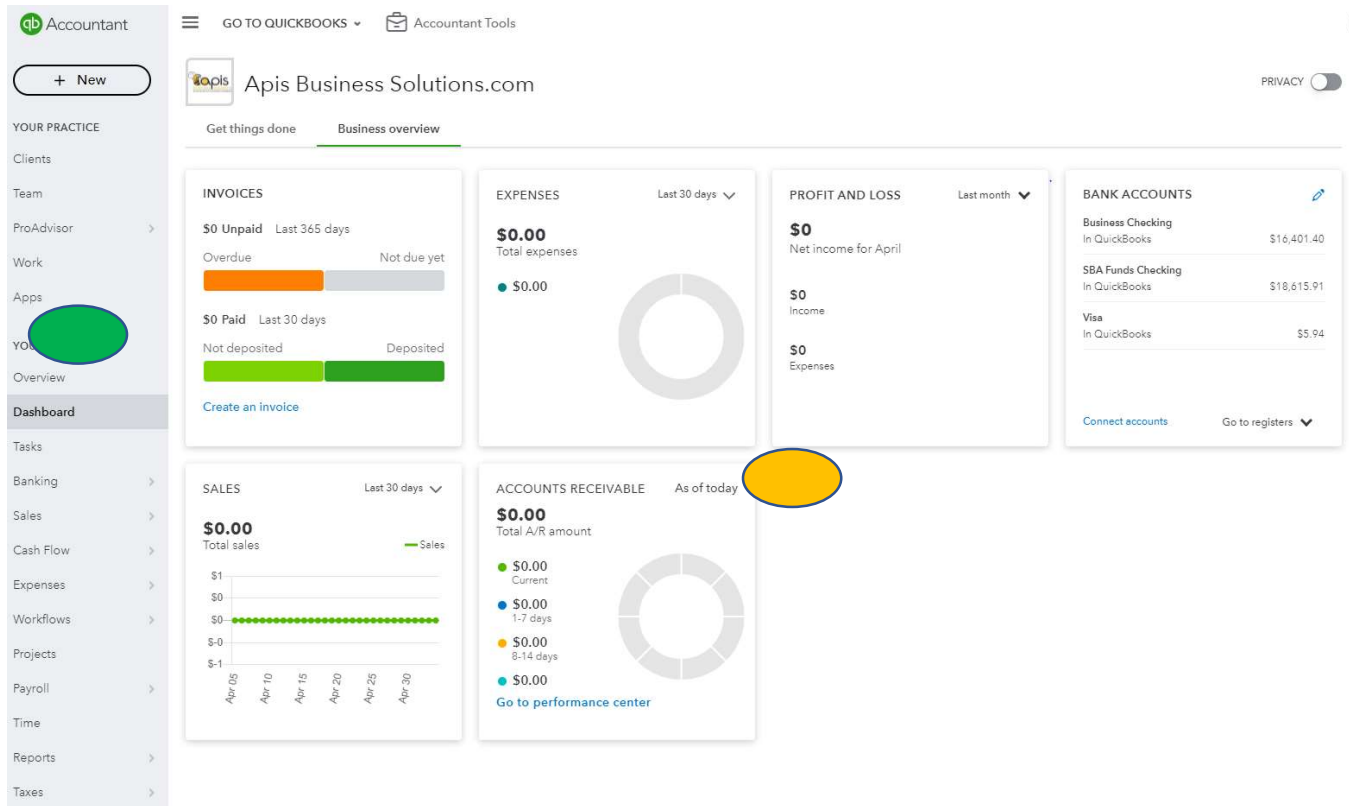 qb Accountant
GO TO QUICKBOOKS
Accountant Tools
+ New
YOUR PRACTICE
Clients
Team
ProAdvisor
Work
Apps
Overview
Dashboard
Tasks
Banking
Sales
Cash Flow
Expenses
Workflows
Projects
Payroll
Time
Reports
Taxes
apis
Apis Business Solutions.com
PRIVACY
Get things done
Business overview
INVOICES
$0 Unpaid Last 365 days
Overdue Not due yet
$0 Paid Last 30 days
Not deposited Deposited
Create an invoice
EXPENSES Last 30 days
$0.00
Total expenses
$0.00
PROFIT AND LOSS Last month
$0
Net income for April
$0
Income
$0
Expenses
BANK ACCOUNTS
Business Checking
In QuickBooks $16,401.40
SBA Funds Checking
In QuickBooks $18,615.91
Visa
In QuickBooks $5.94
Connect accounts Go to registers
SALES Last 30 days
$0.00
Total sales Sales
$1
$0
$0
$-0
$-1
Apr 05 Apr 10 Apr 15 Apr 20 Apr 25 Apr 30
ACCOUNTS RECEIVABLE As of today
$0.00
Total A/R amount
$0.00
Current
$0.00
1-7 days
$0.00
8-14 days
$0.00
Go to performance center